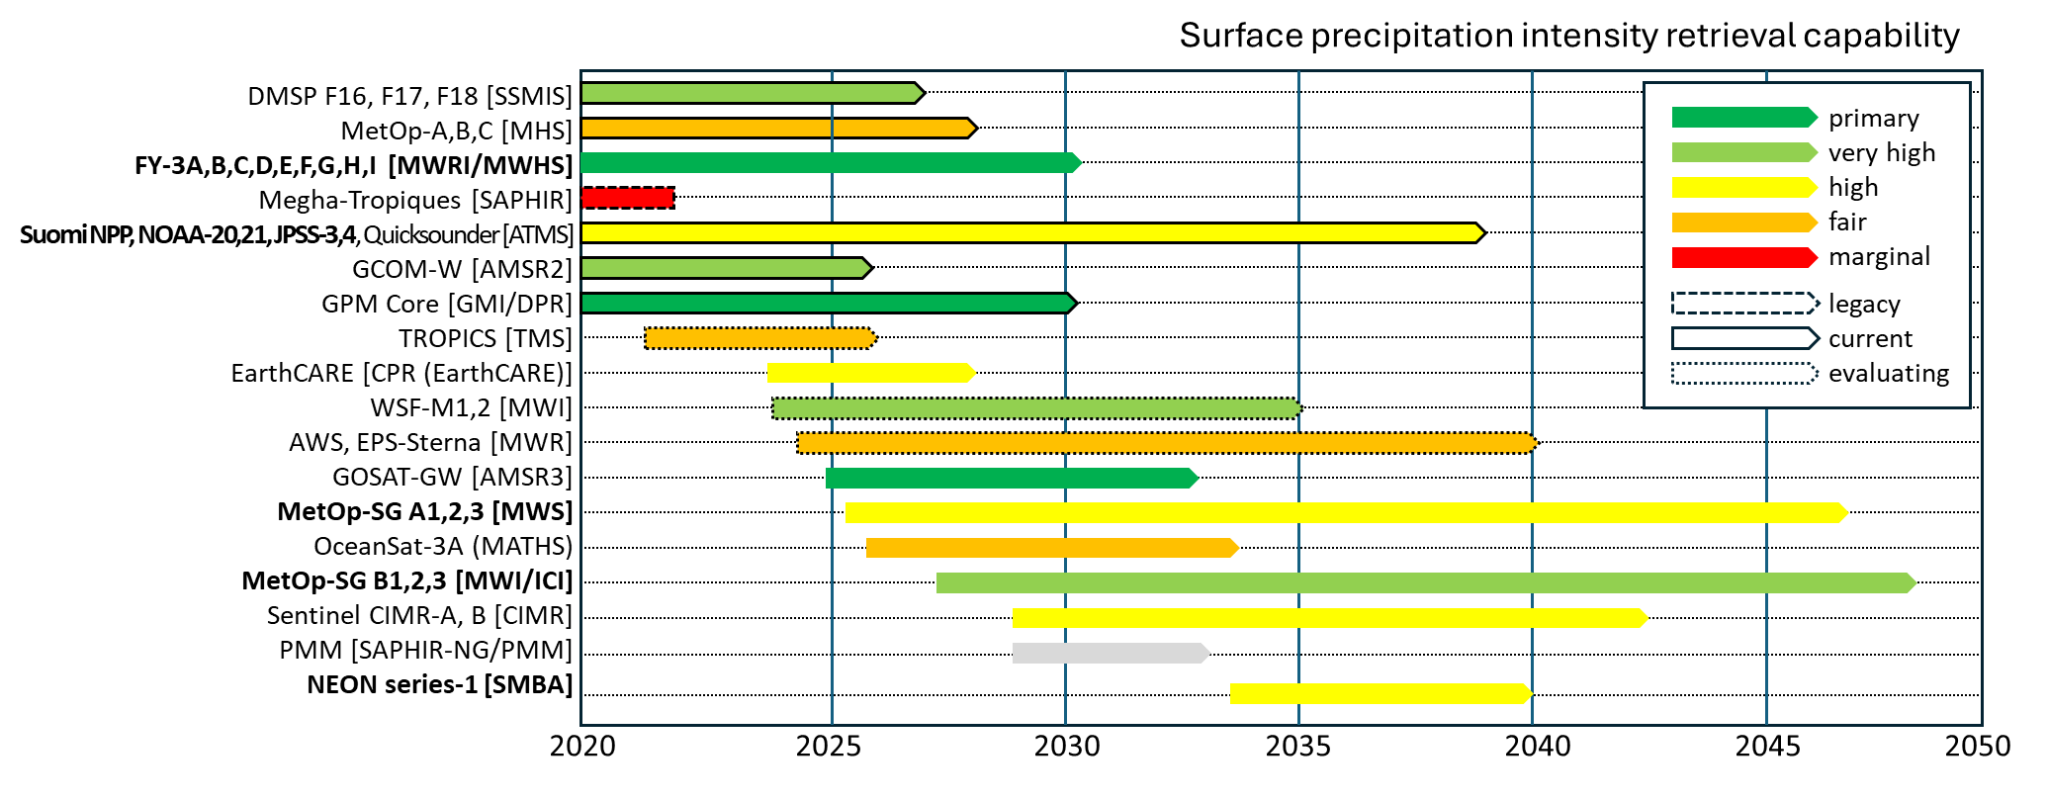 Surface precipitation intensity retrieval capability
DMSP F16, F17, F18 [SSMIS]
MetOp-A,B,C [MHS]
FY-3A,B,C,D,E,F,G,H,I [MWRI/MWHS]
Megha-Tropiques [SAPHIR]
Suomi NPP, NOAA-20,21, JPSS-3,4, Quicksounder [ATMS]
GCOM-W [AMSR2]
GPM Core [GMI/DPR]
TROPICS [TMS]
EarthCARE [CPR (EarthCARE)]
WSF-M1,2 [MWI]
AWS, EPS-Sterna [MWR]
GOSAT-GW [AMSR3]
MetOp-SG A1,2,3 [MWS]
OceanSat-3A (MATHS)
MetOp-SG B1,2,3 [MWI/ICI]
Sentinel CIMR-A, B [CIMR]
PMM [SAPHIR-NG/PMM]
NEON series-1 [SMBA]
primary
very high
high
fair
marginal
legacy
current
evaluating
2020 2025 2030 2035 2040 2045 2050